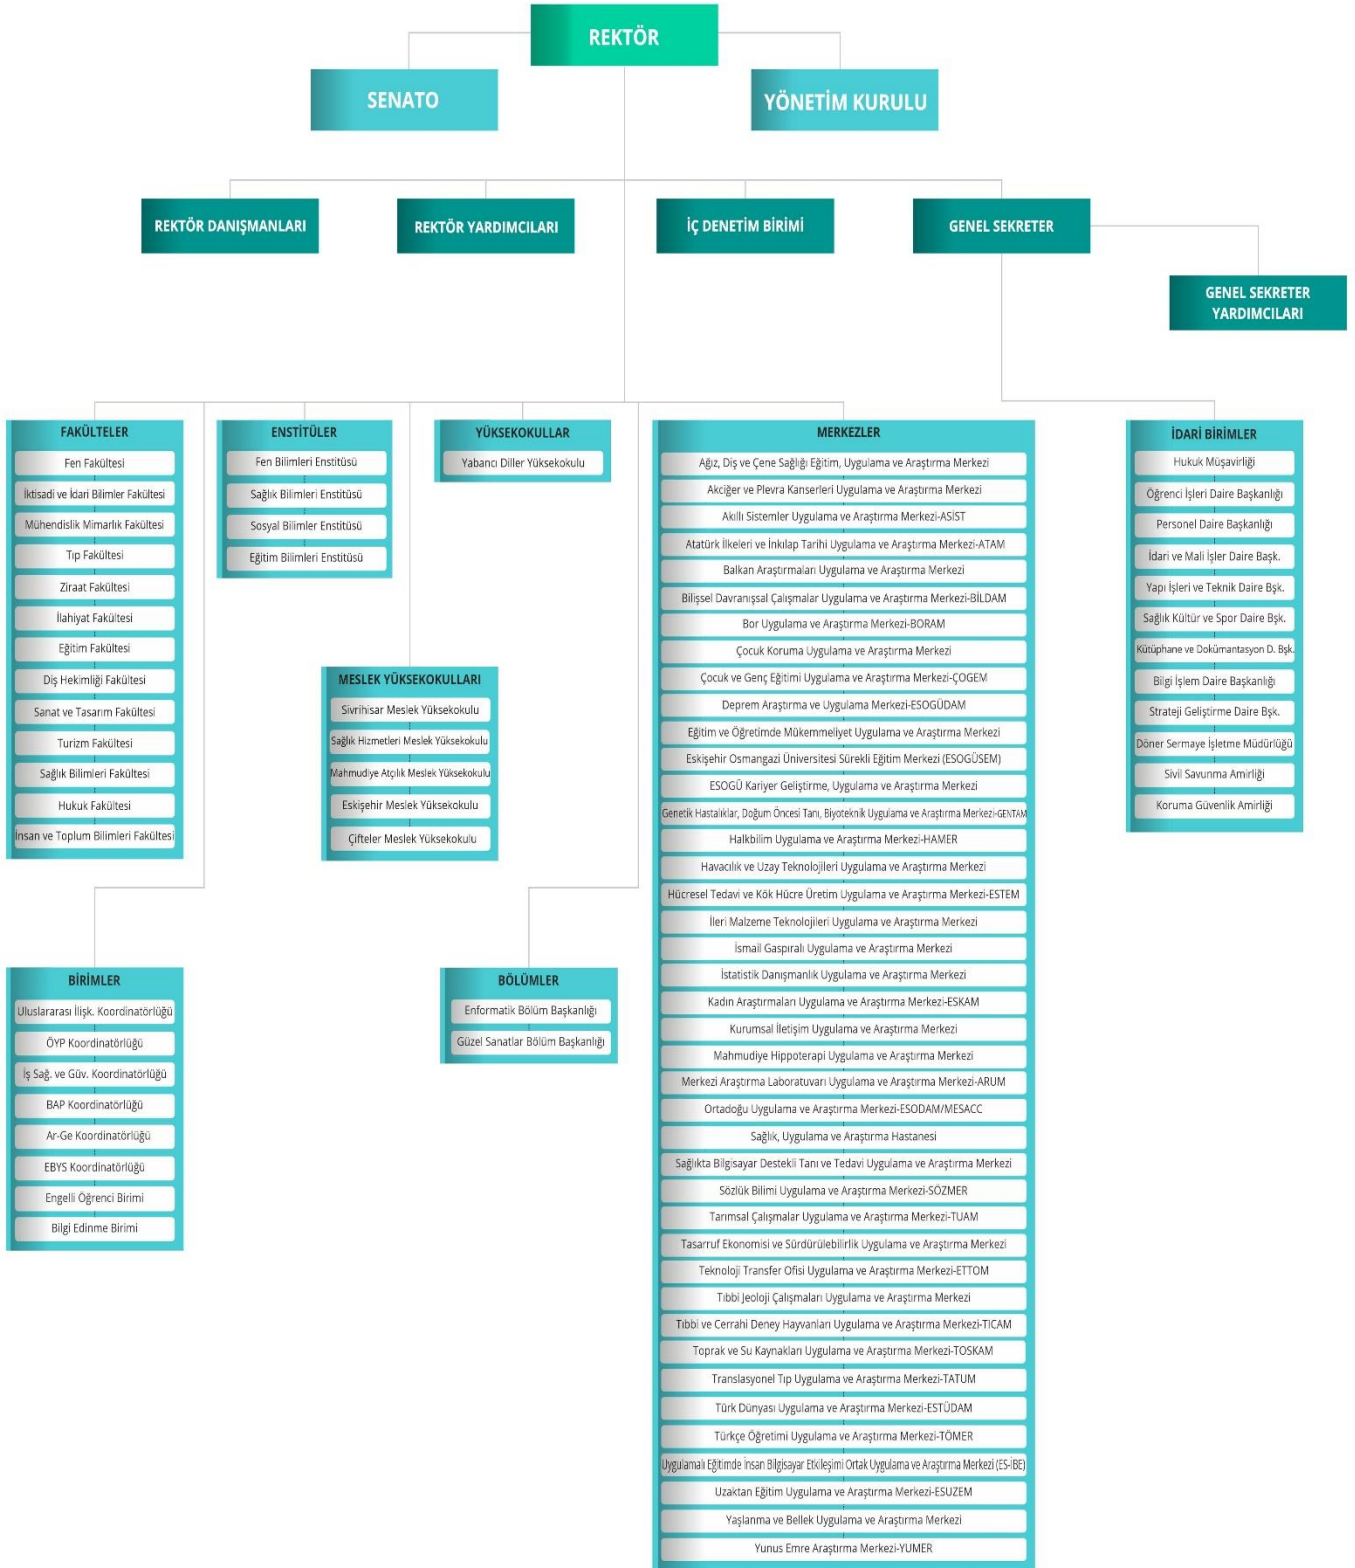 REKTÖR
SENATO
YÖNETİM KURULU
REKTÖR DANIŞMANLARI
REKTÖR YARDIMCILARI
İÇ DENETİM BİRİMİ
GENEL SEKRETER
GENEL SEKRETER
YARDIMCILARI
FAKÜLTELER
Fen Fakültesi
İktisadi ve İdari Bilimler Fakültesi
Mühendislik Mimarlık Fakültesi
Tıp Fakültesi
Ziraat Fakültesi
İlahiyat Fakültesi
Eğitim Fakültesi
Diş Hekimliği Fakültesi
Sanat ve Tasarım Fakültesi
Turizm Fakültesi
Sağlık Bilimleri Fakültesi
Hukuk Fakültesi
İnsan ve Toplum Bilimleri Fakültesi
ENSTİTÜLER
Fen Bilimleri Enstitüsü
Sağlık Bilimleri Enstitüsü
Sosyal Bilimler Enstitüsü
Eğitim Bilimleri Enstitüsü
YÜKSEKOKULLAR
Yabancı Diller Yüksekokulu
MESLEK YÜKSEKOKULLARI
Sivrihisar Meslek Yüksekokulu
Sağlık Hizmetleri Meslek Yüksekokulu
Mahmudiye Atçılık Meslek Yüksekokulu
Eskişehir Meslek Yüksekokulu
Çifteler Meslek Yüksekokulu
MERKEZLER
Ağız, Diş ve Çene Sağlığı Eğitim, Uygulama ve Araştırma Merkezi
Akciğer ve Plevra Kanserleri Uygulama ve Araştırma Merkezi
Akıllı Sistemler Uygulama ve Araştırma Merkezi-ASİST
Atatürk İlkeleri ve İnkılap Tarihi Uygulama ve Araştırma Merkezi-ATAM
Balkan Araştırmaları Uygulama ve Araştırma Merkezi
Bilişsel Davranışsal Çalışmalar Uygulama ve Araştırma Merkezi-BİLDAM
Bor Uygulama ve Araştırma Merkezi-BORAM
Çocuk Koruma Uygulama ve Araştırma Merkezi
Çocuk ve Genç Eğitimi Uygulama ve Araştırma Merkezi-ÇOGEM
Deprem Araştırma ve Uygulama Merkezi-ESOGÜDAM
Eğitim ve Öğretimde Mükemmeliyet Uygulama ve Araştırma Merkezi
Eskişehir Osmangazi Üniversitesi Sürekli Eğitim Merkezi (ESOGÜSEM)
ESOGÜ Kariyer Geliştirme, Uygulama ve Araştırma Merkezi
Genetik Hastalıklar, Doğum Öncesi Tanı, Biyoteknik Uygulama ve Araştırma Merkezi-GENTAM
Halkbilim Uygulama ve Araştırma Merkezi-HAMER
Havacılık ve Uzay Teknolojileri Uygulama ve Araştırma Merkezi
Hücresel Tedavi ve Kök Hücre Üretim Uygulama ve Araştırma Merkezi-ESTEM
İleri Malzeme Teknolojileri Uygulama ve Araştırma Merkezi
İsmail Gaspıralı Uygulama ve Araştırma Merkezi
İstatistik Danışmanlık Uygulama ve Araştırma Merkezi
Kadın Araştırmaları Uygulama ve Araştırma Merkezi-ESKAM
Kurumsal İletişim Uygulama ve Araştırma Merkezi
Mahmudiye Hippoterapi Uygulama ve Araştırma Merkezi
Merkezi Araştırma Laboratuvarı Uygulama ve Araştırma Merkezi-ARUM
Ortadoğu Uygulama ve Araştırma Merkezi-ESODAM/MESACC
Sağlık, Uygulama ve Araştırma Hastanesi
Sağlıkta Bilgisayar Destekli Tanı ve Tedavi Uygulama ve Araştırma Merkezi
Sözlük Bilimi Uygulama ve Araştırma Merkezi-SÖZMER
Tarımsal Çalışmalar Uygulama ve Araştırma Merkezi-TUAM
Tasarruf Ekonomisi ve Sürdürülebilirlik Uygulama ve Araştırma Merkezi
Teknoloji Transfer Ofisi Uygulama ve Araştırma Merkezi-ETTOM
Tıbbi Jeoloji Çalışmaları Uygulama ve Araştırma Merkezi
Tıbbi ve Cerrahi Deney Hayvanları Uygulama ve Araştırma Merkezi-TICAM
Toprak ve Su Kaynakları Uygulama ve Araştırma Merkezi-TOSKAM
Translasyonel Tıp Uygulama ve Araştırma Merkezi-TATUM
Türk Dünyası Uygulama ve Araştırma Merkezi-ESTÜDAM
Türkçe Öğretimi Uygulama ve Araştırma Merkezi-TÖMER
Uygulamalı Eğitimde İnsan Bilgisayar Etkileşimi Ortak Uygulama ve Araştırma Merkezi (ES-İBE)
Uzaktan Eğitim Uygulama ve Araştırma Merkezi-ESUZEM
Yaşlanma ve Bellek Uygulama ve Araştırma Merkezi
Yunus Emre Araştırma Merkezi-YUMER
İDARİ BİRİMLER
Hukuk Müşavirliği
Öğrenci İşleri Daire Başkanlığı
Personel Daire Başkanlığı
İdari ve Mali İşler Daire Başk.
Yapı İşleri ve Teknik Daire Bşk.
Sağlık Kültür ve Spor Daire Bşk.
Kütüphane ve Dokümantasyon D. Bşk.
Bilgi İşlem Daire Başkanlığı
Strateji Geliştirme Daire Bşk.
Döner Sermaye İşletme Müdürlüğü
Sivil Savunma Amirliği
Koruma Güvenlik Amirliği
BİRİMLER
Uluslararası İlişk. Koordinatörlüğü
ÖYP Koordinatörlüğü
İş Sağ. ve Güv. Koordinatörlüğü
BAP Koordinatörlüğü
Ar-Ge Koordinatörlüğü
EBYS Koordinatörlüğü
Engelli Öğrenci Birimi
Bilgi Edinme Birimi
BÖLÜMLER
Enformatik Bölüm Başkanlığı
Güzel Sanatlar Bölüm Başkanlığı